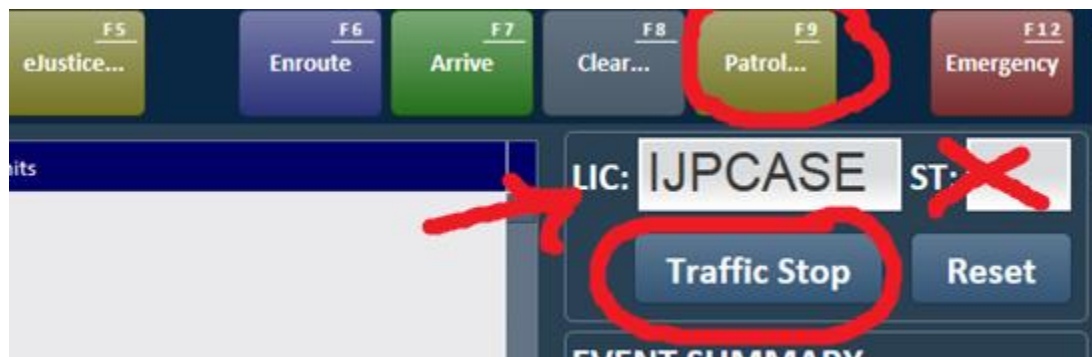 F5 F6 F7 F8 F9 F12
eJustice... Enroute Arrive Clear... Patrol... Emergency
nits
LIC: IJPCASE ST:
Traffic Stop Reset
EVENT SUMMARY